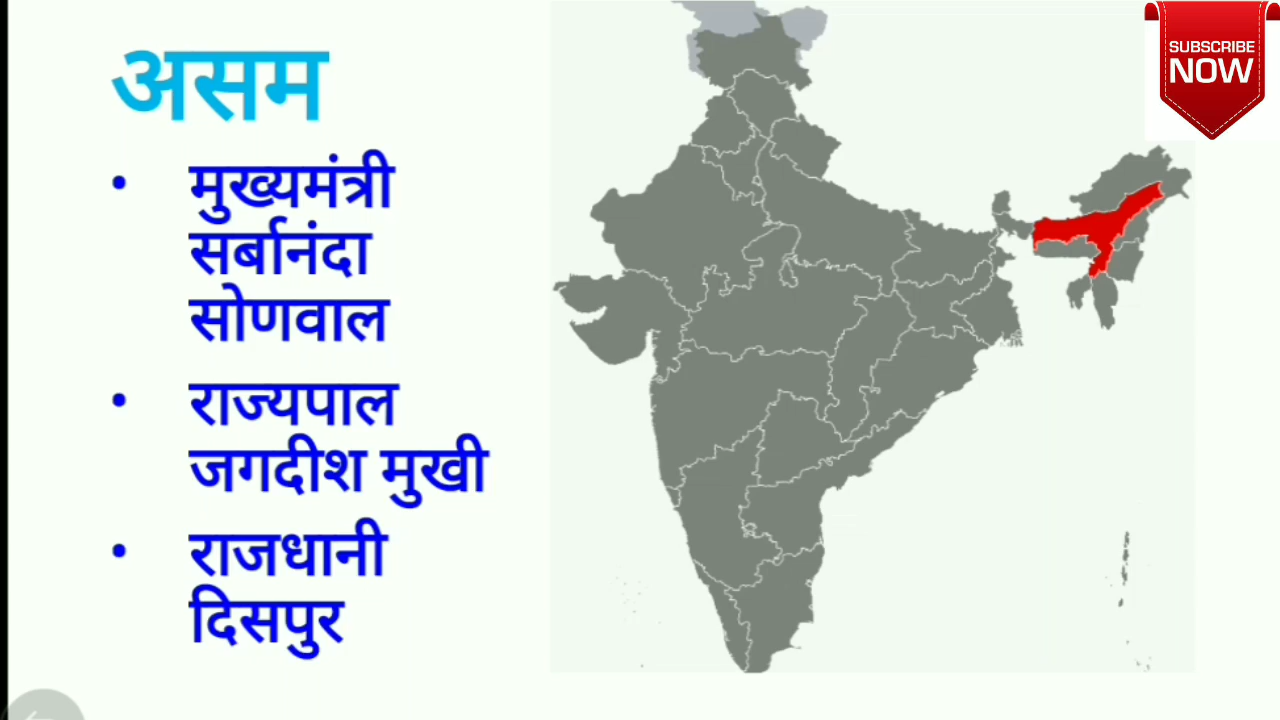 असम
• मुख्यमंत्री
सर्बानंदा
सोणवाल
• राज्यपाल
जगदीश मुखी
• राजधानी
दिसपुर
SUBSCRIBE
NOW